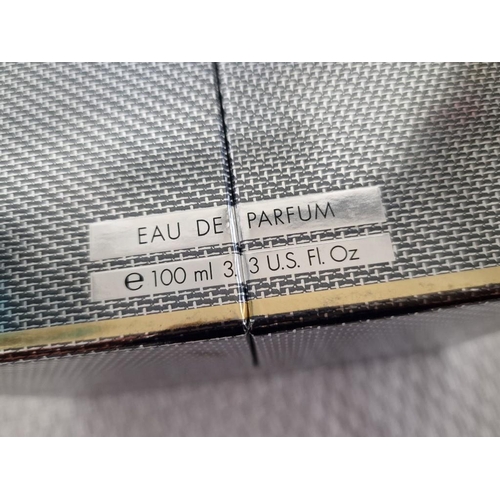 EAU DE PARFUM
℮ 100 ml 3.3 U.S. Fl. Oz